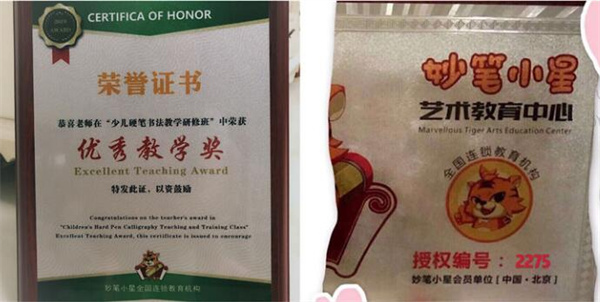 CERTIFICA OF HONOR
荣誉证书
恭喜老师在“少儿硬笔书法教学研修班”中荣获
优秀教学奖
Excellent Teaching Award
特发此证，以资鼓励
Congratulations on the teacher's award in
"Children's Hard Pen Calligraphy Teaching and Training Class"
Excellent Teaching Award, this certificate is issued to encourage
妙笔小星全国连锁教育机构
妙笔小星
艺术教育中心
Marvellous Tiger Arts Education Center
全国连锁教育机构
授权编号：2275
妙笔小星会员单位［中国·北京］